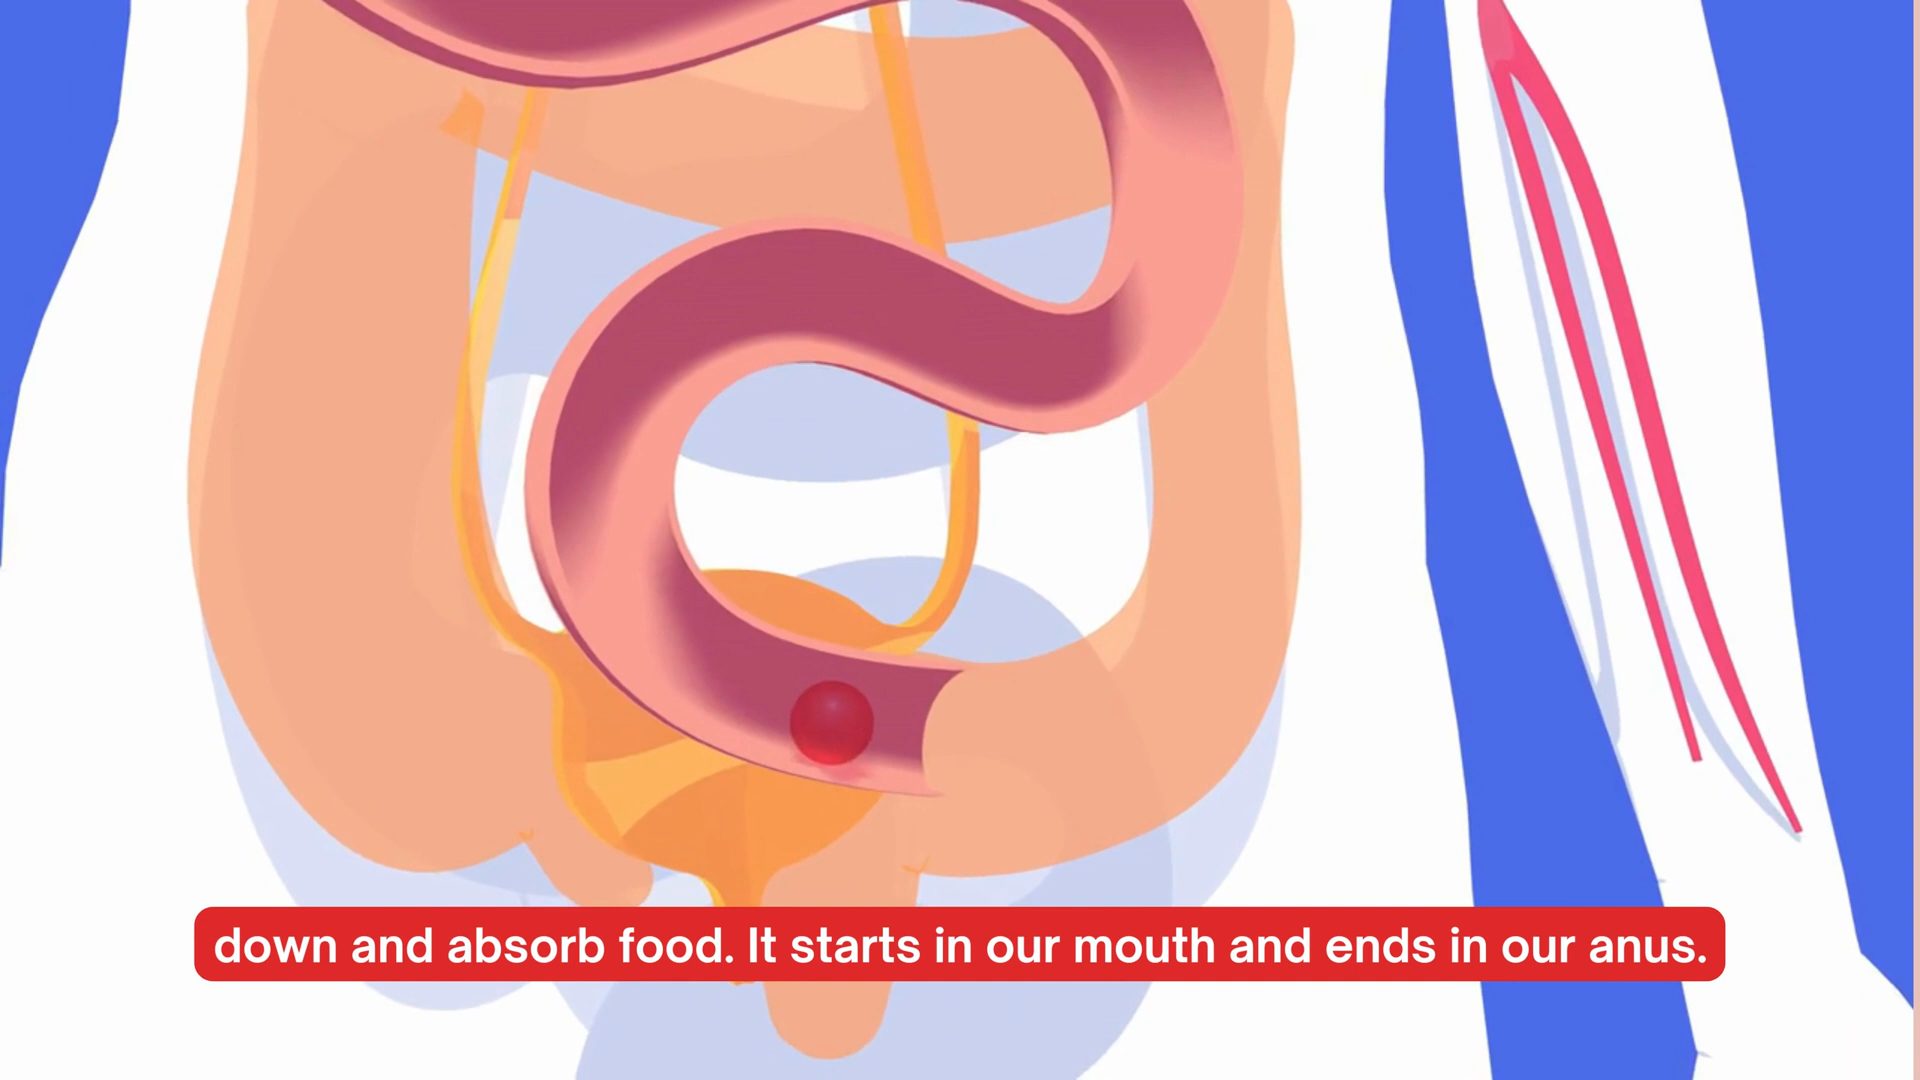 down and absorb food. It starts in our mouth and ends in our anus.